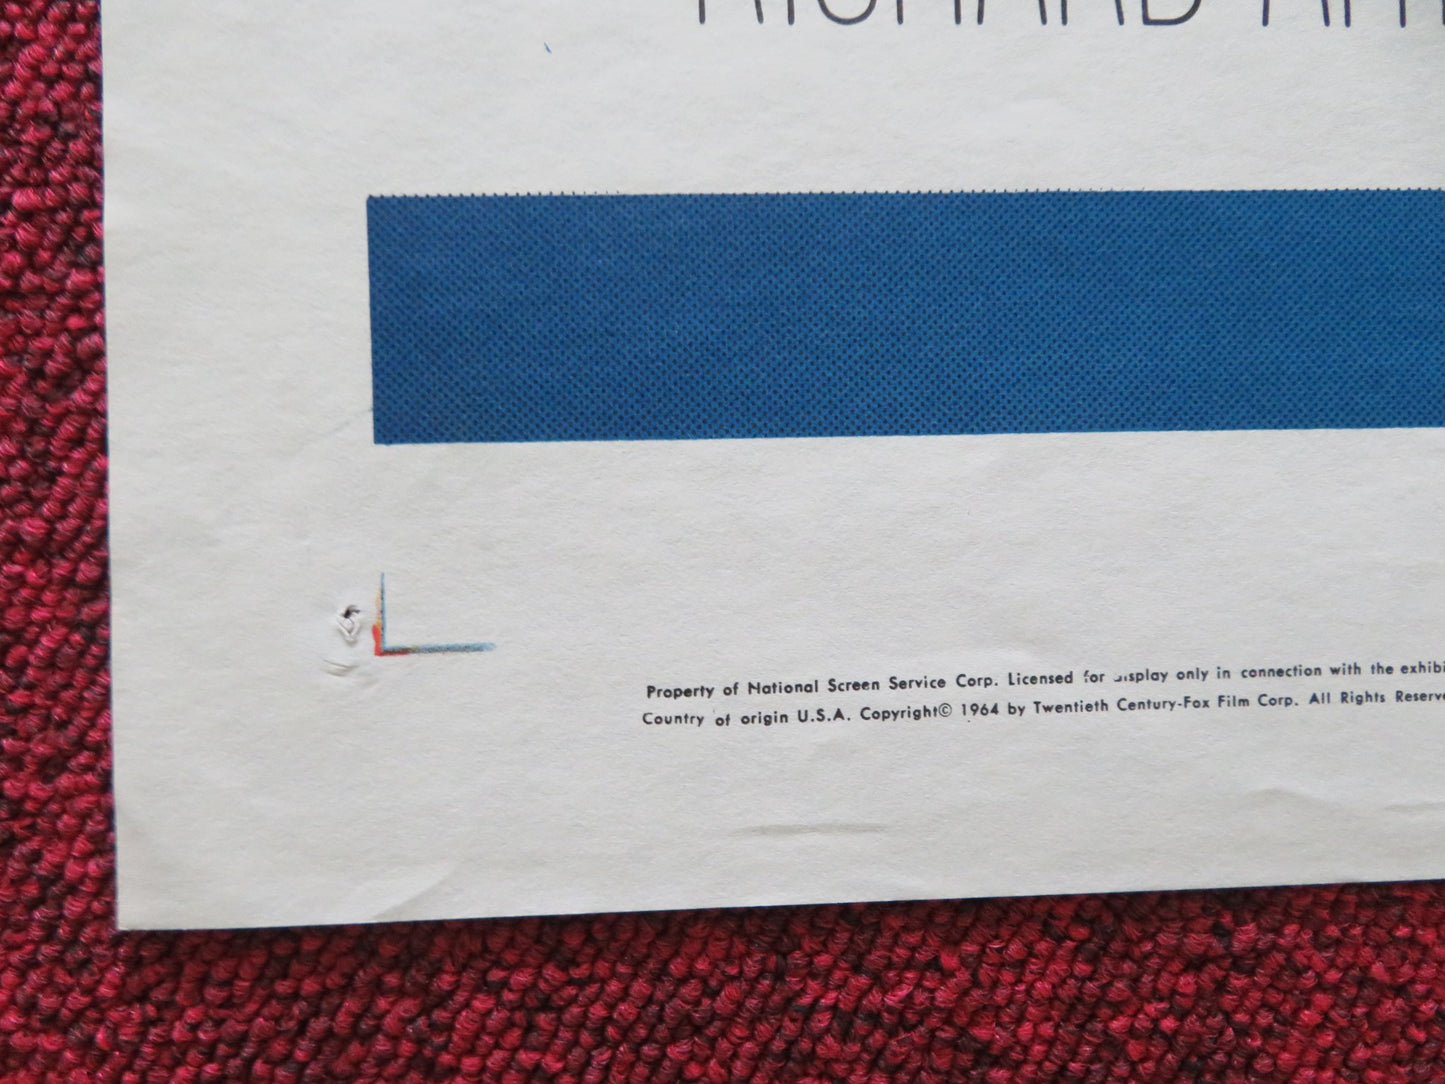 RICHARD
Property of National Screen Service Corp. Licensed for display only in connection with the
Country of origin U.S.A. Copyright© 1964 by Twentieth Century-Fox Film Corp. All Rights